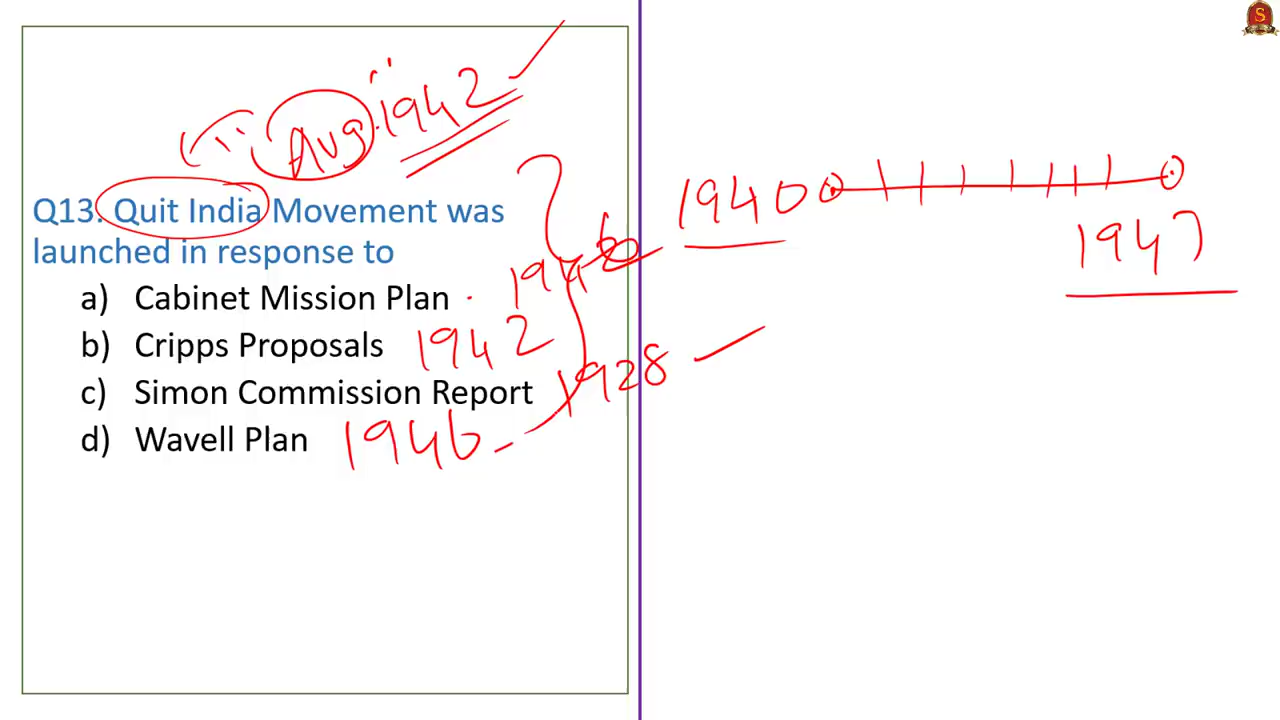 Aug. 1942
Q13. Quit India Movement was
launched in response to
a) Cabinet Mission Plan
b) Cripps Proposals 1942
c) Simon Commission Report 1928
d) Wavell Plan 1946
1940
1947
S